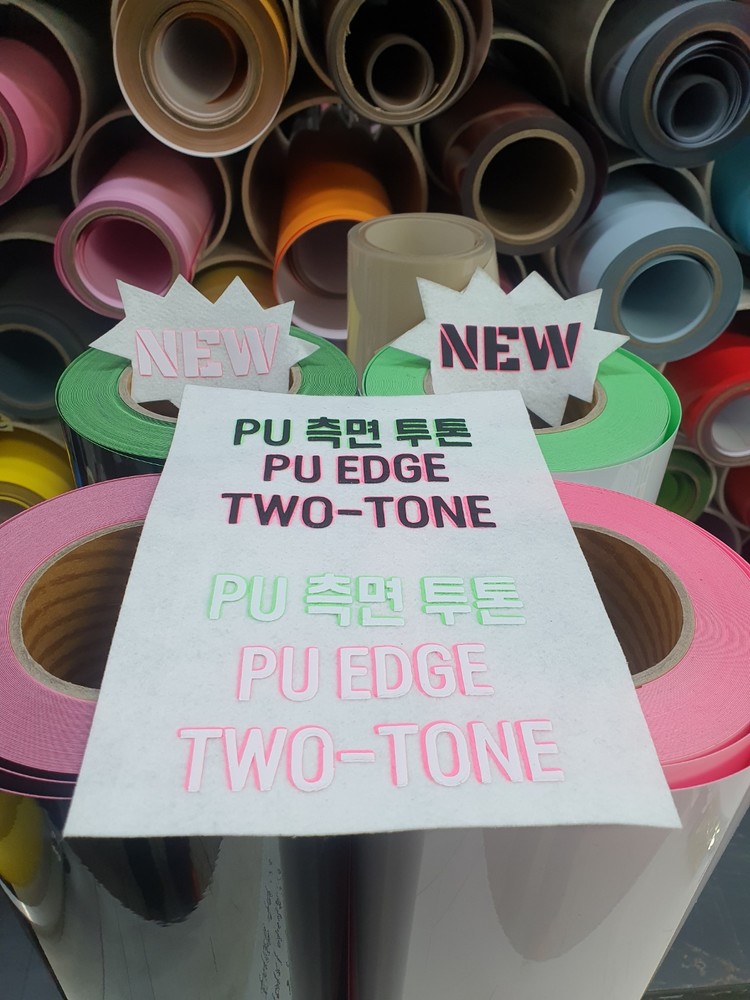 NEW
NEW
PU 측면 투톤
PU EDGE
TWO-TONE
PU 측면 투톤
PU EDGE
TWO-TONE